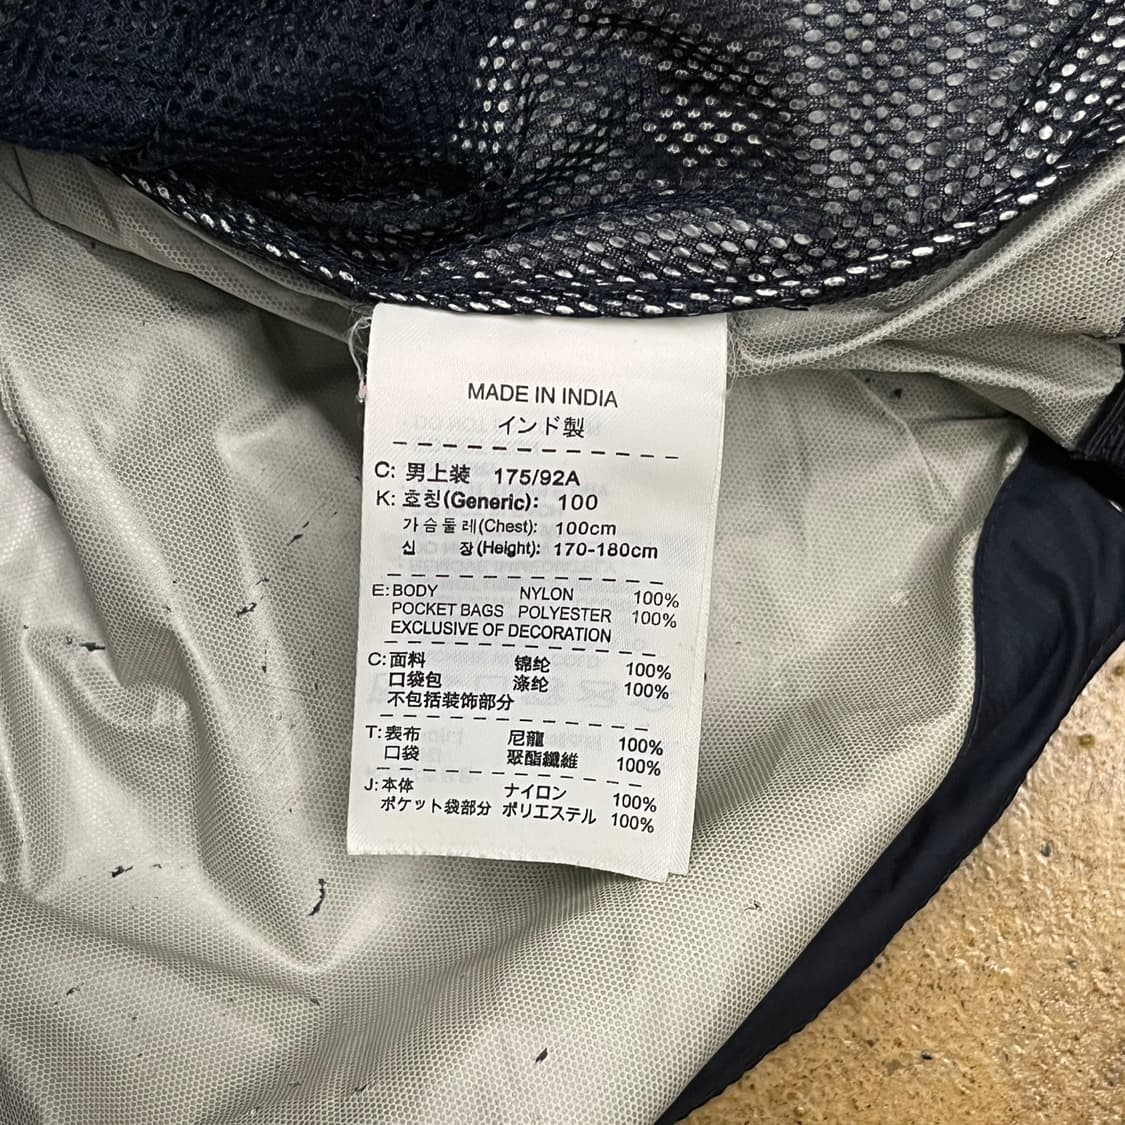 MADE IN INDIA
インド製
C: 男上装 175/92A
K: 호칭(Generic): 100
가슴둘레(Chest): 100cm
신 장(Height): 170-180cm
E: BODY NYLON 100%
POCKET BAGS POLYESTER 100%
EXCLUSIVE OF DECORATION
C: 面料 锦纶 100%
口袋包 涤纶 100%
不包括装饰部分
T: 表布 尼龍 100%
口袋 聚酯纖維 100%
J: 本体 ナイロン 100%
ポケット袋部分 ポリエステル 100%